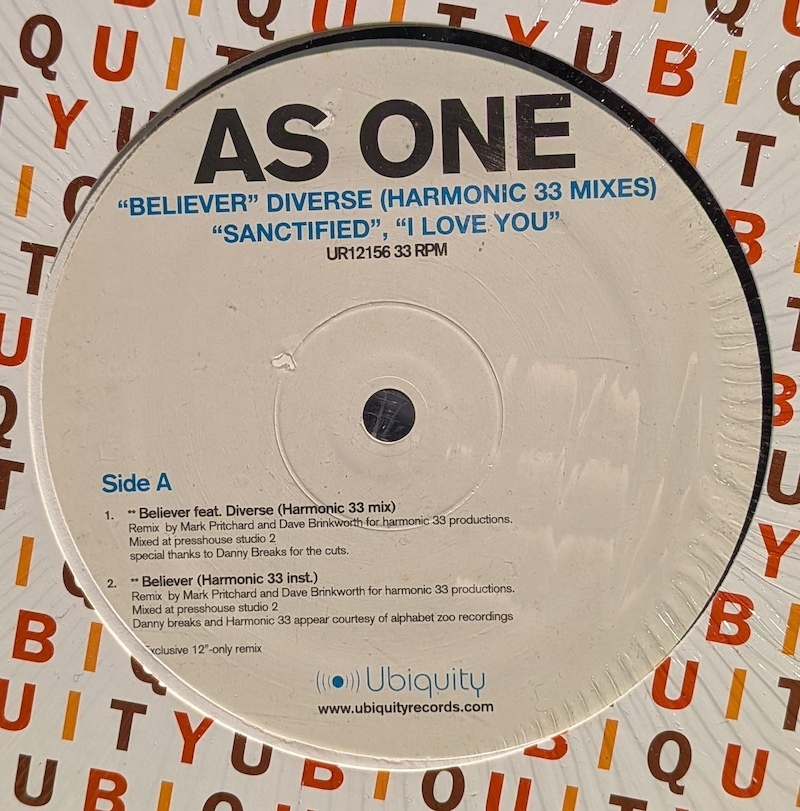 AS ONE
“BELIEVER” DIVERSE (HARMONIC 33 MIXES)
“SANCTIFIED”, “I LOVE YOU”
UR12156 33 RPM
Side A
1. ** Believer feat. Diverse (Harmonic 33 mix)
Remix by Mark Pritchard and Dave Brinkworth for harmonic 33 productions.
Mixed at presshouse studio 2
special thanks to Danny Breaks for the cuts.
2. ** Believer (Harmonic 33 inst.)
Remix by Mark Pritchard and Dave Brinkworth for harmonic 33 productions.
Mixed at presshouse studio 2
Danny breaks and Harmonic 33 appear courtesy of alphabet zoo recordings
Exclusive 12”-only remix
Ubiquity
www.ubiquityrecords.com